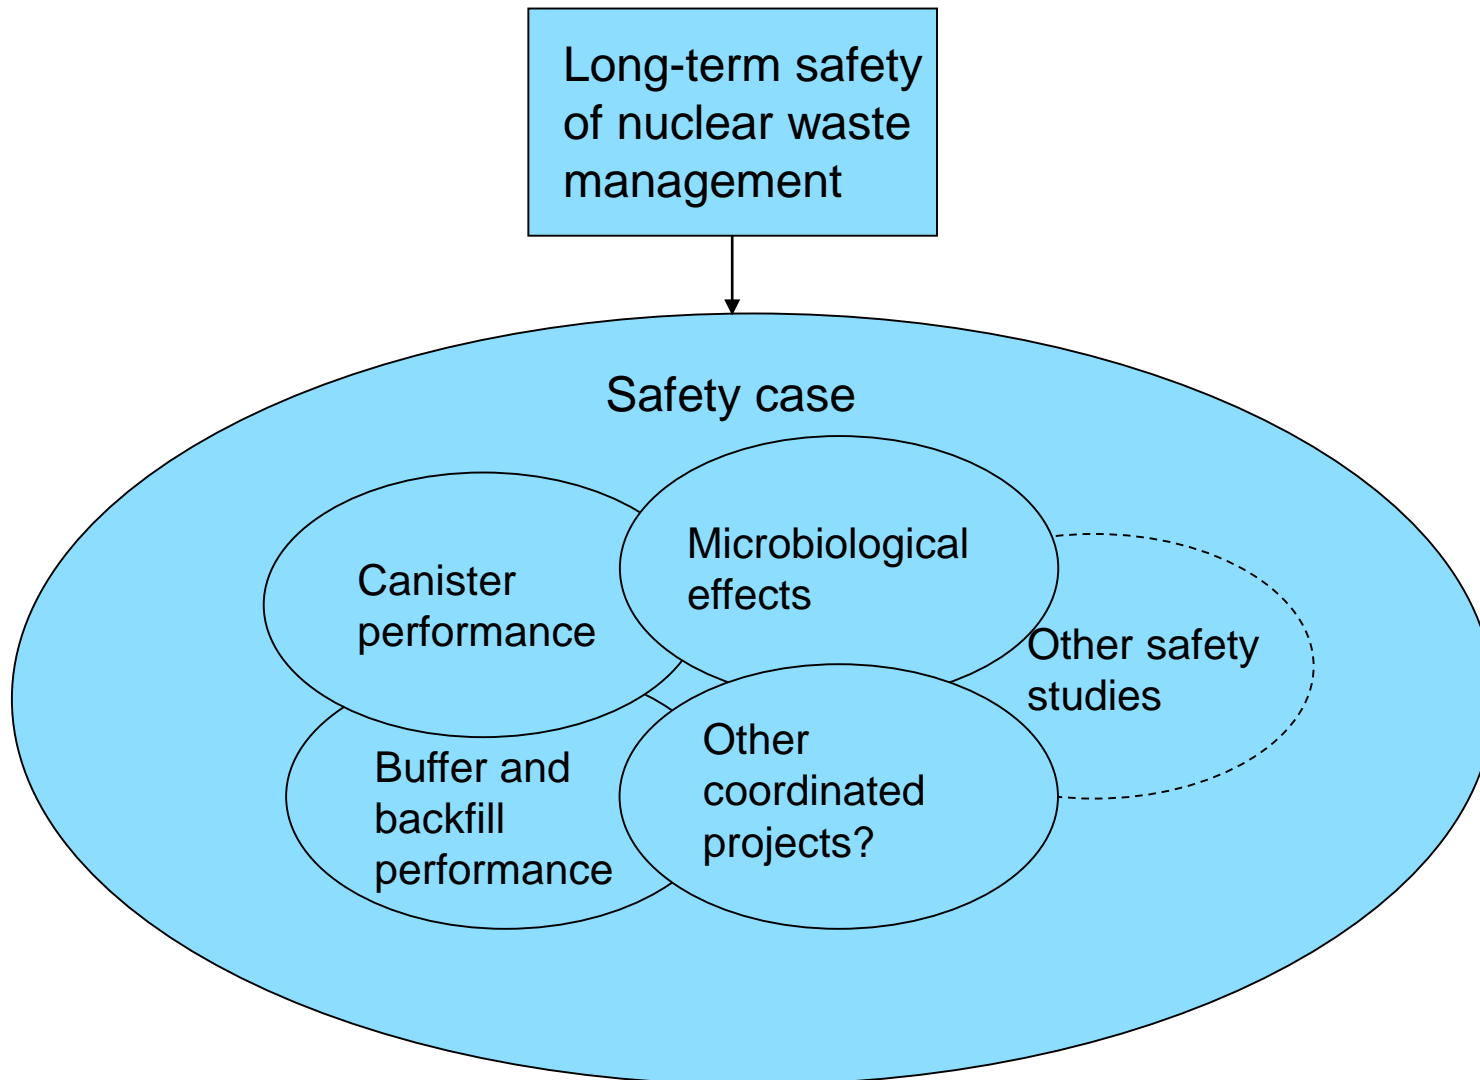 Long-term safety
of nuclear waste
management
Safety case
Microbiological
effects
Canister
performance
Other safety
studies
Other
coordinated
projects?
Buffer and
backfill
performance